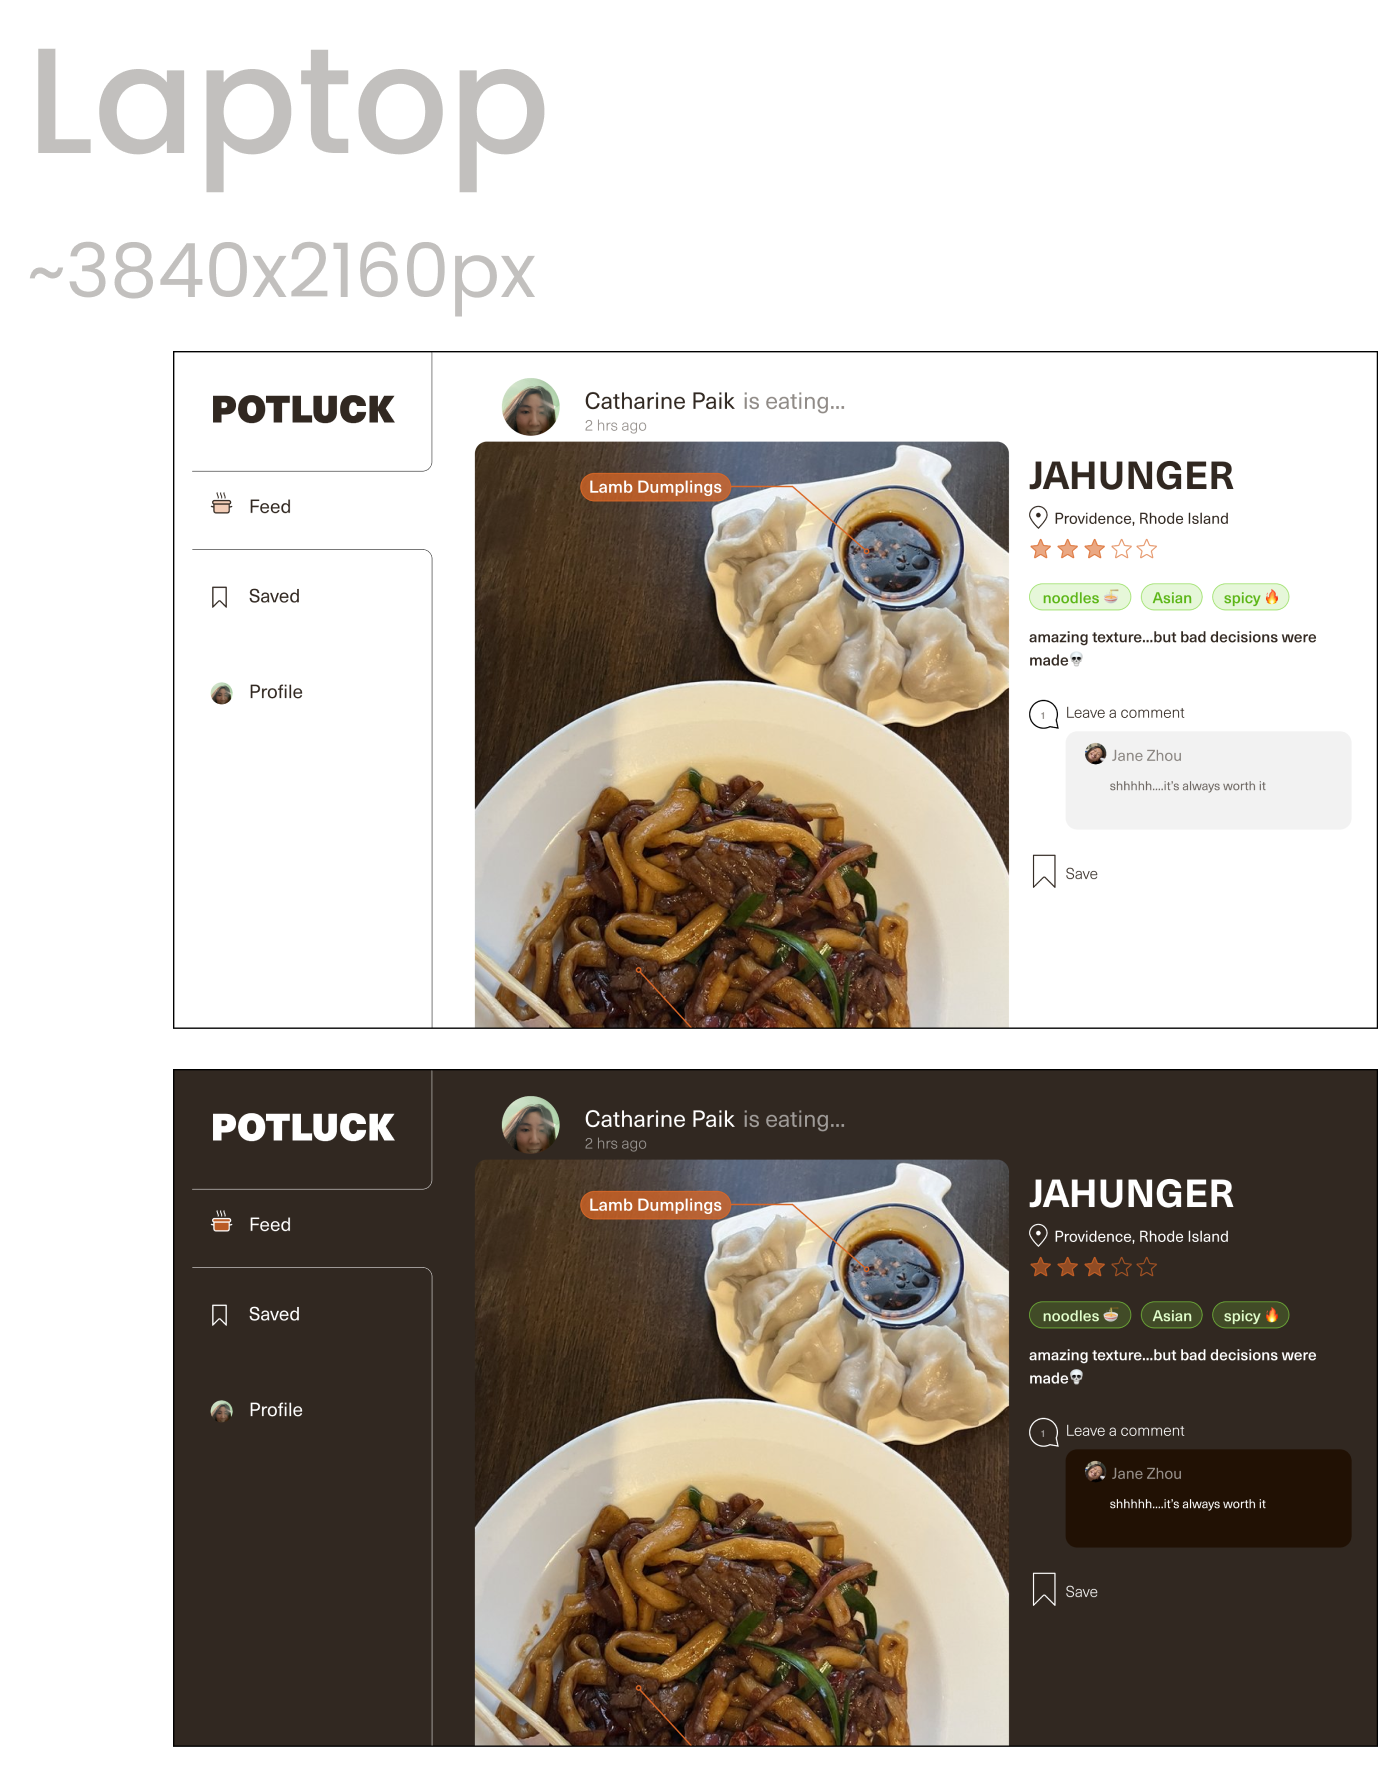 Laptop
~3840x2160px
POTLUCK
Feed
Saved
Profile
Catharine Paik is eating...
2 hrs ago
Lamb Dumplings
JAHUNGER
Providence, Rhode Island
noodles🍜 Asian spicy🔥
amazing texture...but bad decisions were
made💀
1 Leave a comment
Jane Zhou
shhhhh....it's always worth it
Save
POTLUCK
Feed
Saved
Profile
Catharine Paik is eating...
2 hrs ago
Lamb Dumplings
JAHUNGER
Providence, Rhode Island
noodles🍜 Asian spicy🔥
amazing texture...but bad decisions were
made💀
1 Leave a comment
Jane Zhou
shhhhh....it's always worth it
Save